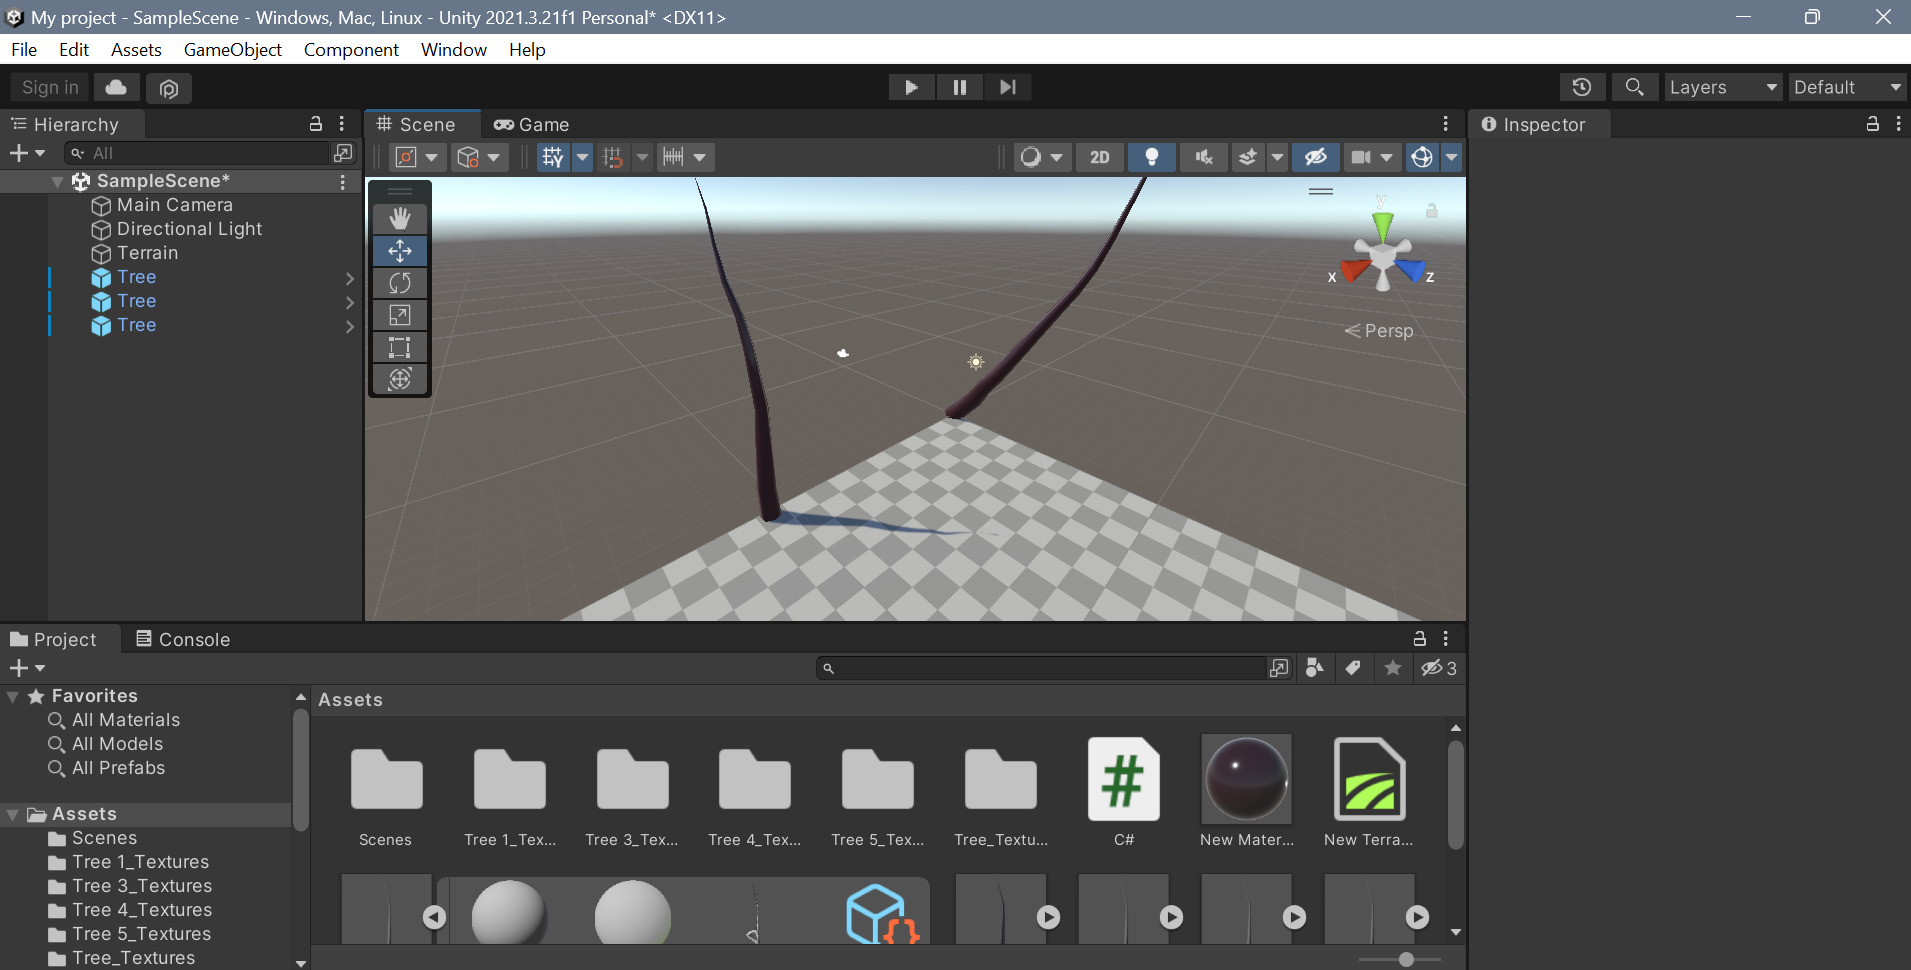 My project - SampleScene - Windows, Mac, Linux - Unity 2021.3.21f1 Personal* <DX11>
File Edit Assets GameObject Component Window Help
Sign in Layers Default
Hierarchy Scene Game Inspector
All 2D
SampleScene*
Main Camera
Directional Light
Terrain
Tree
Tree
Tree
y
x z
Persp
Project Console
3
Favorites
All Materials
All Models
All Prefabs
Assets
Scenes
Tree 1_Textures
Tree 3_Textures
Tree 4_Textures
Tree 5_Textures
Tree_Textures
Assets
Scenes Tree 1_Tex... Tree 3_Tex... Tree 4_Tex... Tree 5_Tex... Tree_Textu... C# New Mater... New Terra...